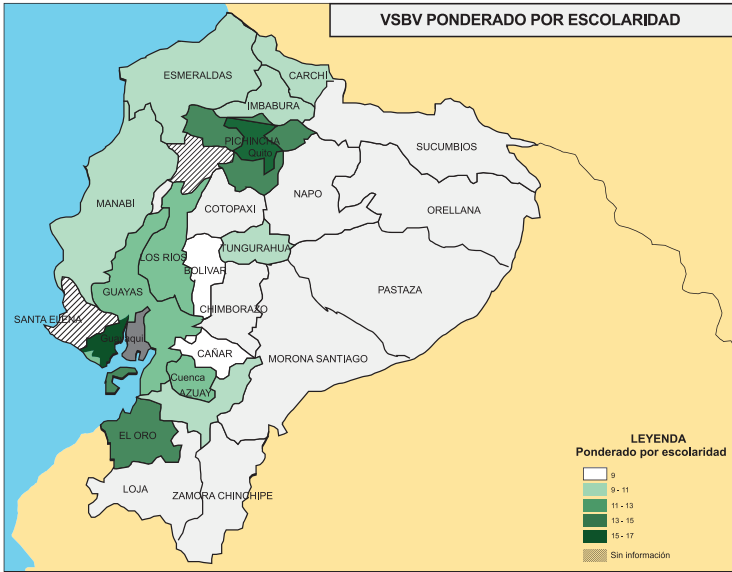 VSBV PONDERADO POR ESCOLARIDAD
ESMERALDAS
CARCHI
IMBABURA
PICHINCHA
Quito
SUCUMBIOS
NAPO
MANABÍ
COTOPAXI
ORELLANA
TUNGURAHUA
LOS RÍOS
BOLÍVAR
PASTAZA
GUAYAS
CHIMBORAZO
SANTA ELENA
Guayaquil
CAÑAR
MORONA SANTIAGO
Cuenca
AZUAY
EL ORO
LOJA
ZAMORA CHINCHIPE
LEYENDA
Ponderado por escolaridad
9
9 - 11
11 - 13
13 - 15
15 - 17
Sin información